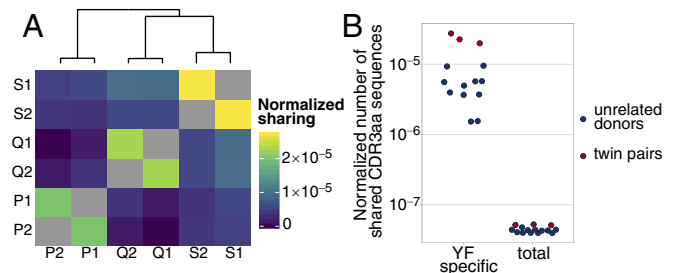 A
S1
S2
Q1
Q2
P1
P2
P2 P1 Q2 Q1 S2 S1
Normalized
sharing
2×10⁻⁵
1×10⁻⁵
0
B
Normalized number of
shared CDR3aa sequences
10⁻⁵
10⁻⁶
10⁻⁷
YF
specific
total
unrelated
donors
twin pairs